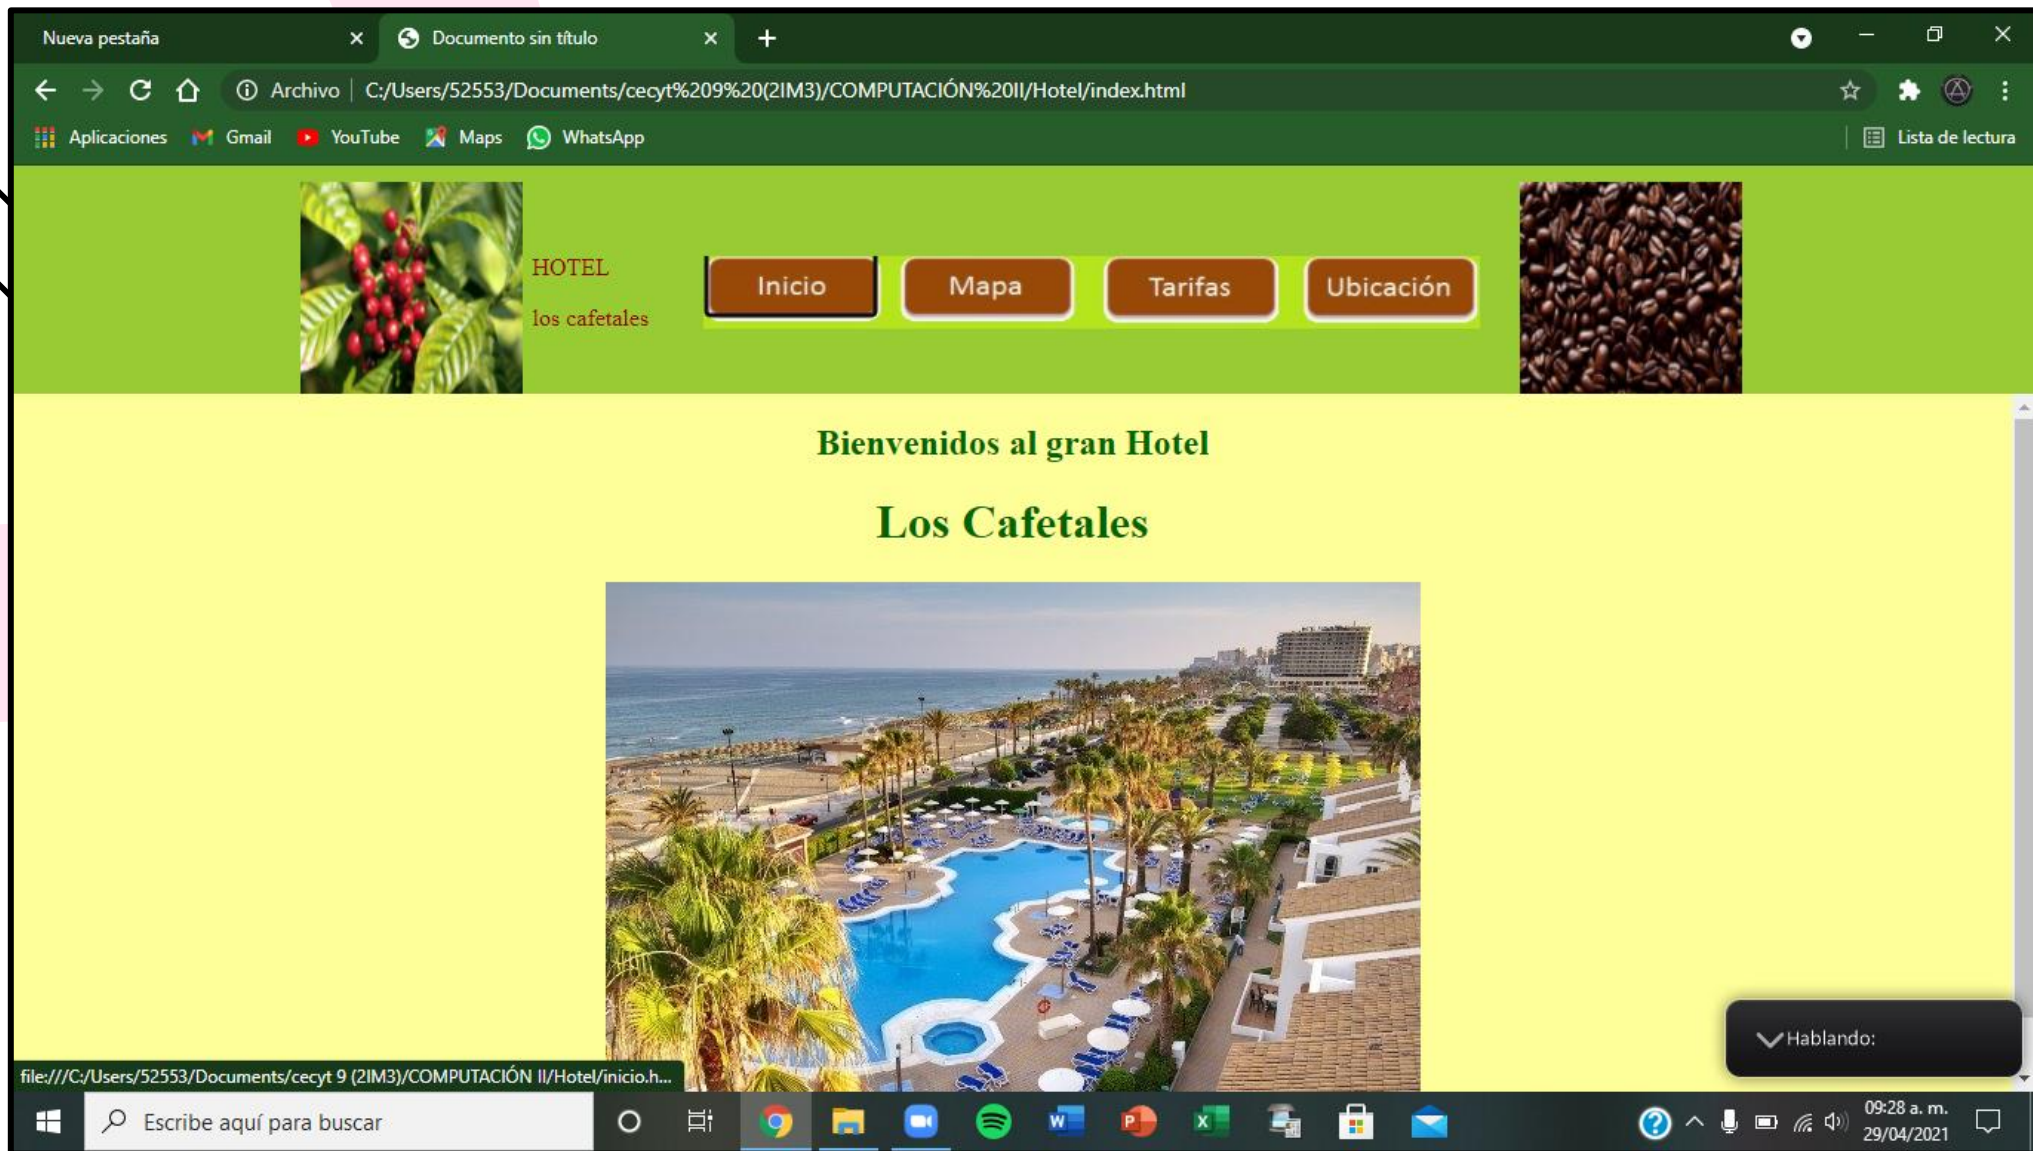 Nueva pestaña
Documento sin título
Archivo | C:/Users/52553/Documents/cecyt%209%20(2IM3)/COMPUTACIÓN%20II/Hotel/index.html
Aplicaciones Gmail YouTube Maps WhatsApp Lista de lectura
HOTEL
los cafetales
Inicio Mapa Tarifas Ubicación
Bienvenidos al gran Hotel
Los Cafetales
Hablando:
file:///C:/Users/52553/Documents/cecyt 9 (2IM3)/COMPUTACIÓN II/Hotel/inicio.h...
Escribe aquí para buscar
09:28 a. m.
29/04/2021